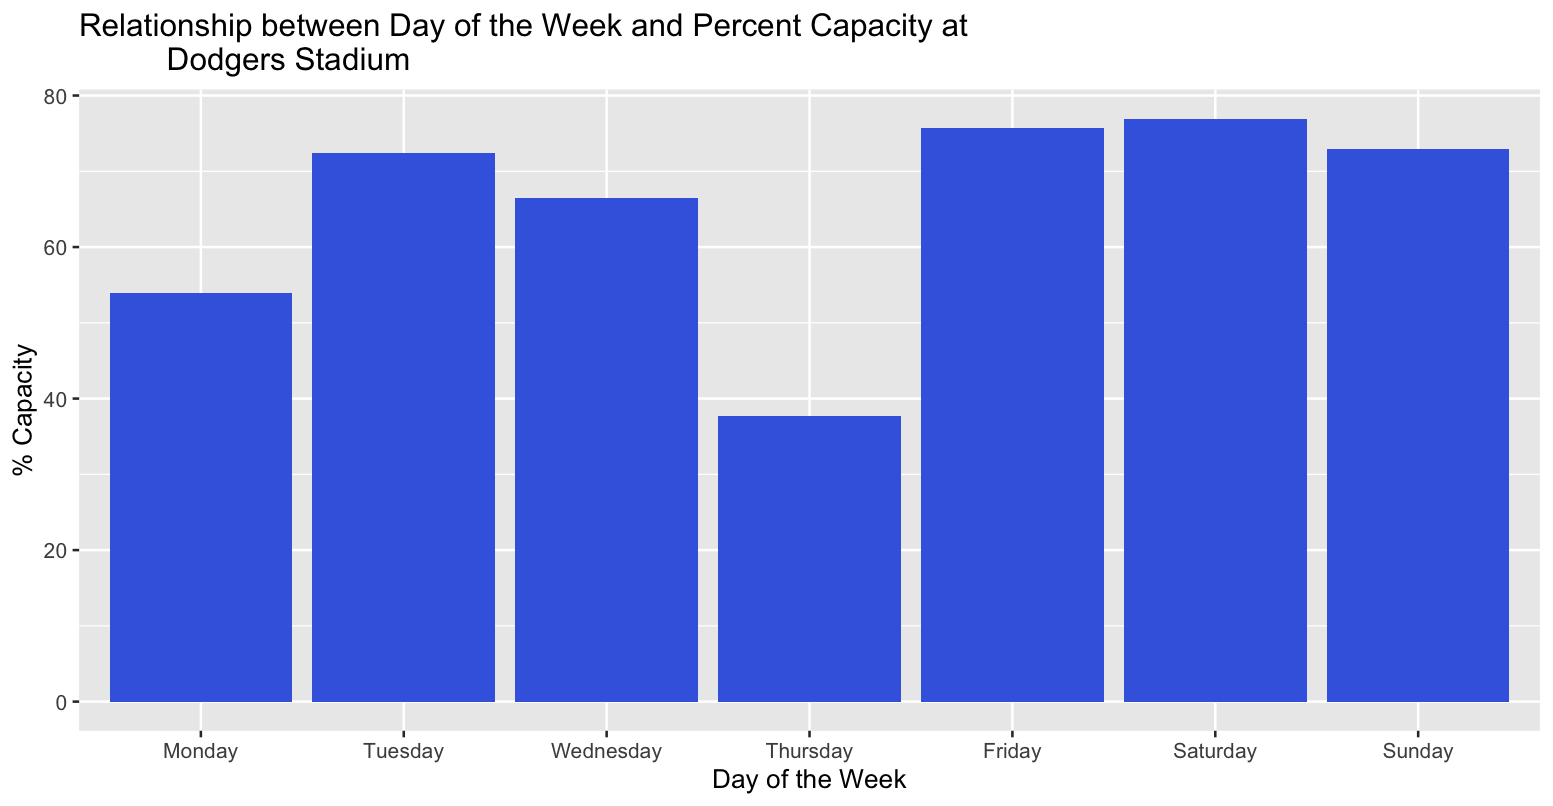 Relationship between Day of the Week and Percent Capacity at
Dodgers Stadium
80
60
40
20
0
% Capacity
Monday Tuesday Wednesday Thursday Friday Saturday Sunday
Day of the Week